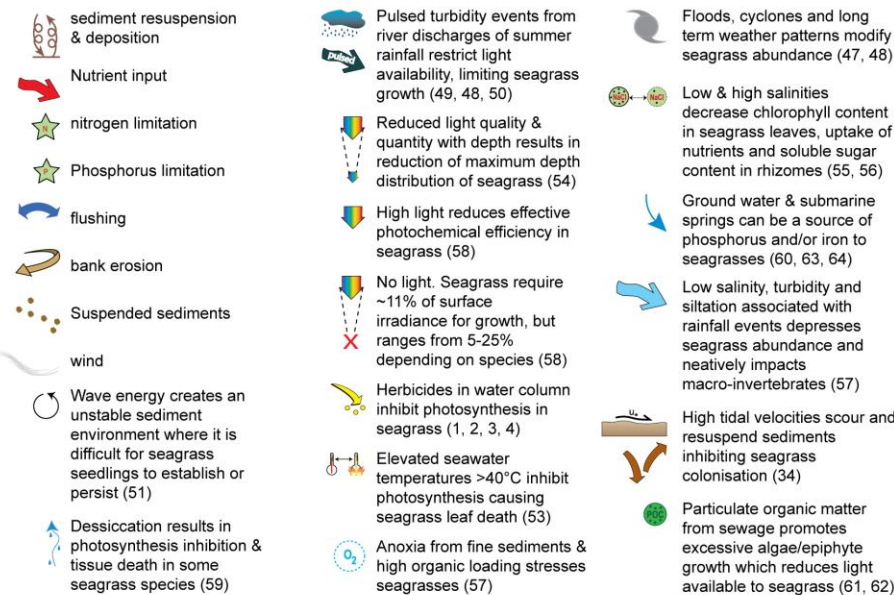 sediment resuspension
& deposition
Nutrient input
N
nitrogen limitation
P
Phosphorus limitation
flushing
bank erosion
Suspended sediments
wind
Wave energy creates an
unstable sediment
environment where it is
difficult for seagrass
seedlings to establish or
persist (51)
Dessiccation results in
photosynthesis inhibition &
tissue death in some
seagrass species (59)
Pulsed turbidity events from
river discharges of summer
rainfall restrict light
availability, limiting seagrass
growth (49, 48, 50)
pulsed
Reduced light quality &
quantity with depth results in
reduction of maximum depth
distribution of seagrass (54)
High light reduces effective
photochemical efficiency in
seagrass (58)
No light. Seagrass require
~11% of surface
irradiance for growth, but
ranges from 5-25%
depending on species (58)
Herbicides in water column
inhibit photosynthesis in
seagrass (1, 2, 3, 4)
Elevated seawater
temperatures >40°C inhibit
photosynthesis causing
seagrass leaf death (53)
O₂
Anoxia from fine sediments &
high organic loading stresses
seagrasses (57)
Floods, cyclones and long
term weather patterns modify
seagrass abundance (47, 48)
NaCl NaCl
Low & high salinities
decrease chlorophyll content
in seagrass leaves, uptake of
nutrients and soluble sugar
content in rhizomes (55, 56)
Ground water & submarine
springs can be a source of
phosphorus and/or iron to
seagrasses (60, 63, 64)
Low salinity, turbidity and
siltation associated with
rainfall events depresses
seagrass abundance and
neatively impacts
macro-invertebrates (57)
High tidal velocities scour and
resuspend sediments
inhibiting seagrass
colonisation (34)
POC
Particulate organic matter
from sewage promotes
excessive algae/epiphyte
growth which reduces light
available to seagrass (61, 62)